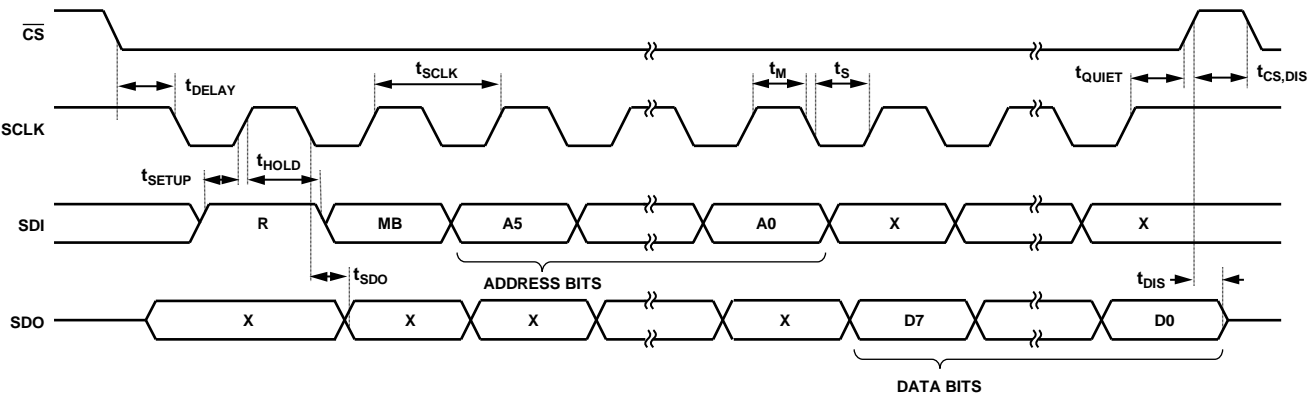 CS
tDELAY
tSCLK
tM
tS
tQUIET
tCS,DIS
SCLK
tSETUP
tHOLD
SDI
R
MB
A5
A0
X
X
tSDO
ADDRESS BITS
tDIS
SDO
X
X
X
X
D7
D0
DATA BITS